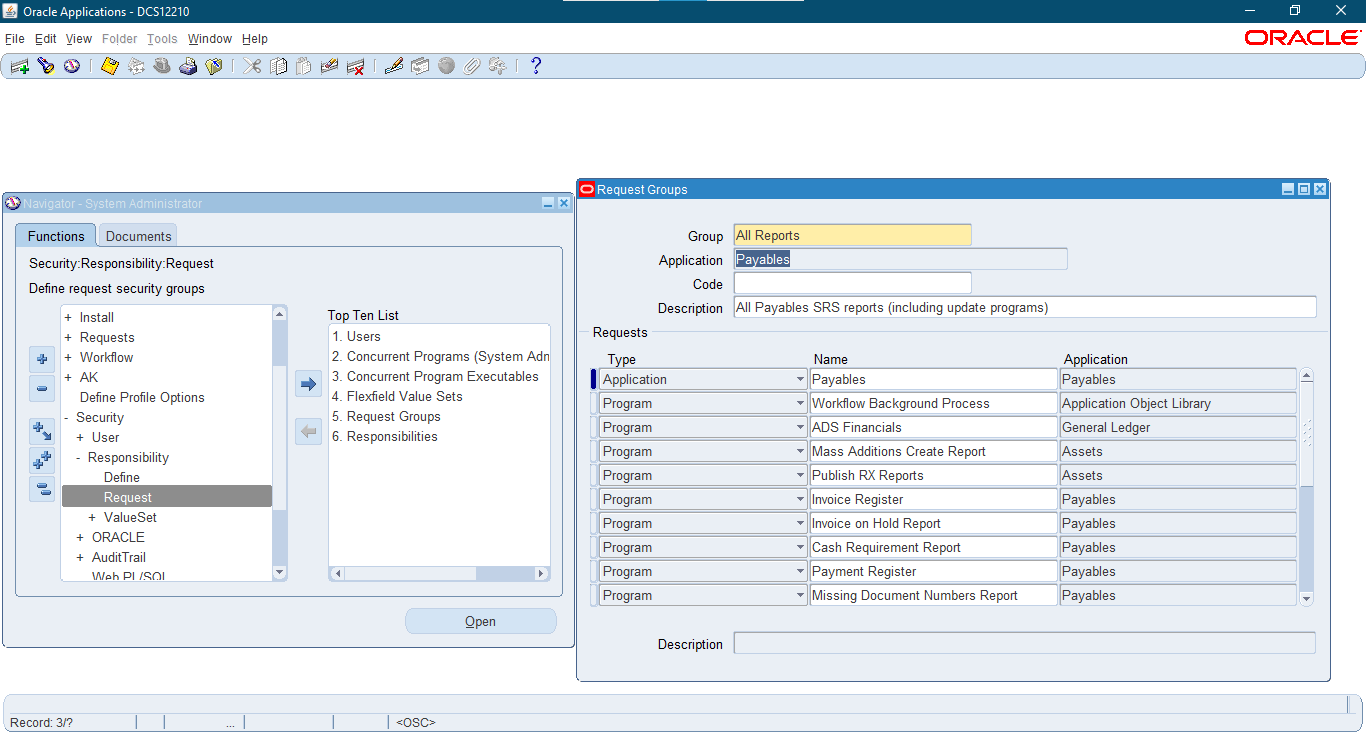 Oracle Applications - DCS12210
File Edit View Folder Tools Window Help
ORACLE
Navigator - System Administrator
Functions Documents
Security:Responsibility:Request
Define request security groups
+ Install
+ Requests
+ Workflow
+ AK
Define Profile Options
- Security
+ User
- Responsibility
Define
Request
+ ValueSet
+ ORACLE
+ AuditTrail
Web PL/SQL
Top Ten List
1. Users
2. Concurrent Programs (System Adm
3. Concurrent Program Executables
4. Flexfield Value Sets
5. Request Groups
6. Responsibilities
Open
Request Groups
Group All Reports
Application Payables
Code
Description All Payables SRS reports (including update programs)
Requests
Type Name Application
Application Payables Payables
Program Workflow Background Process Application Object Library
Program ADS Financials General Ledger
Program Mass Additions Create Report Assets
Program Publish RX Reports Assets
Program Invoice Register Payables
Program Invoice on Hold Report Payables
Program Cash Requirement Report Payables
Program Payment Register Payables
Program Missing Document Numbers Report Payables
Description
Record: 3/? ... <OSC>